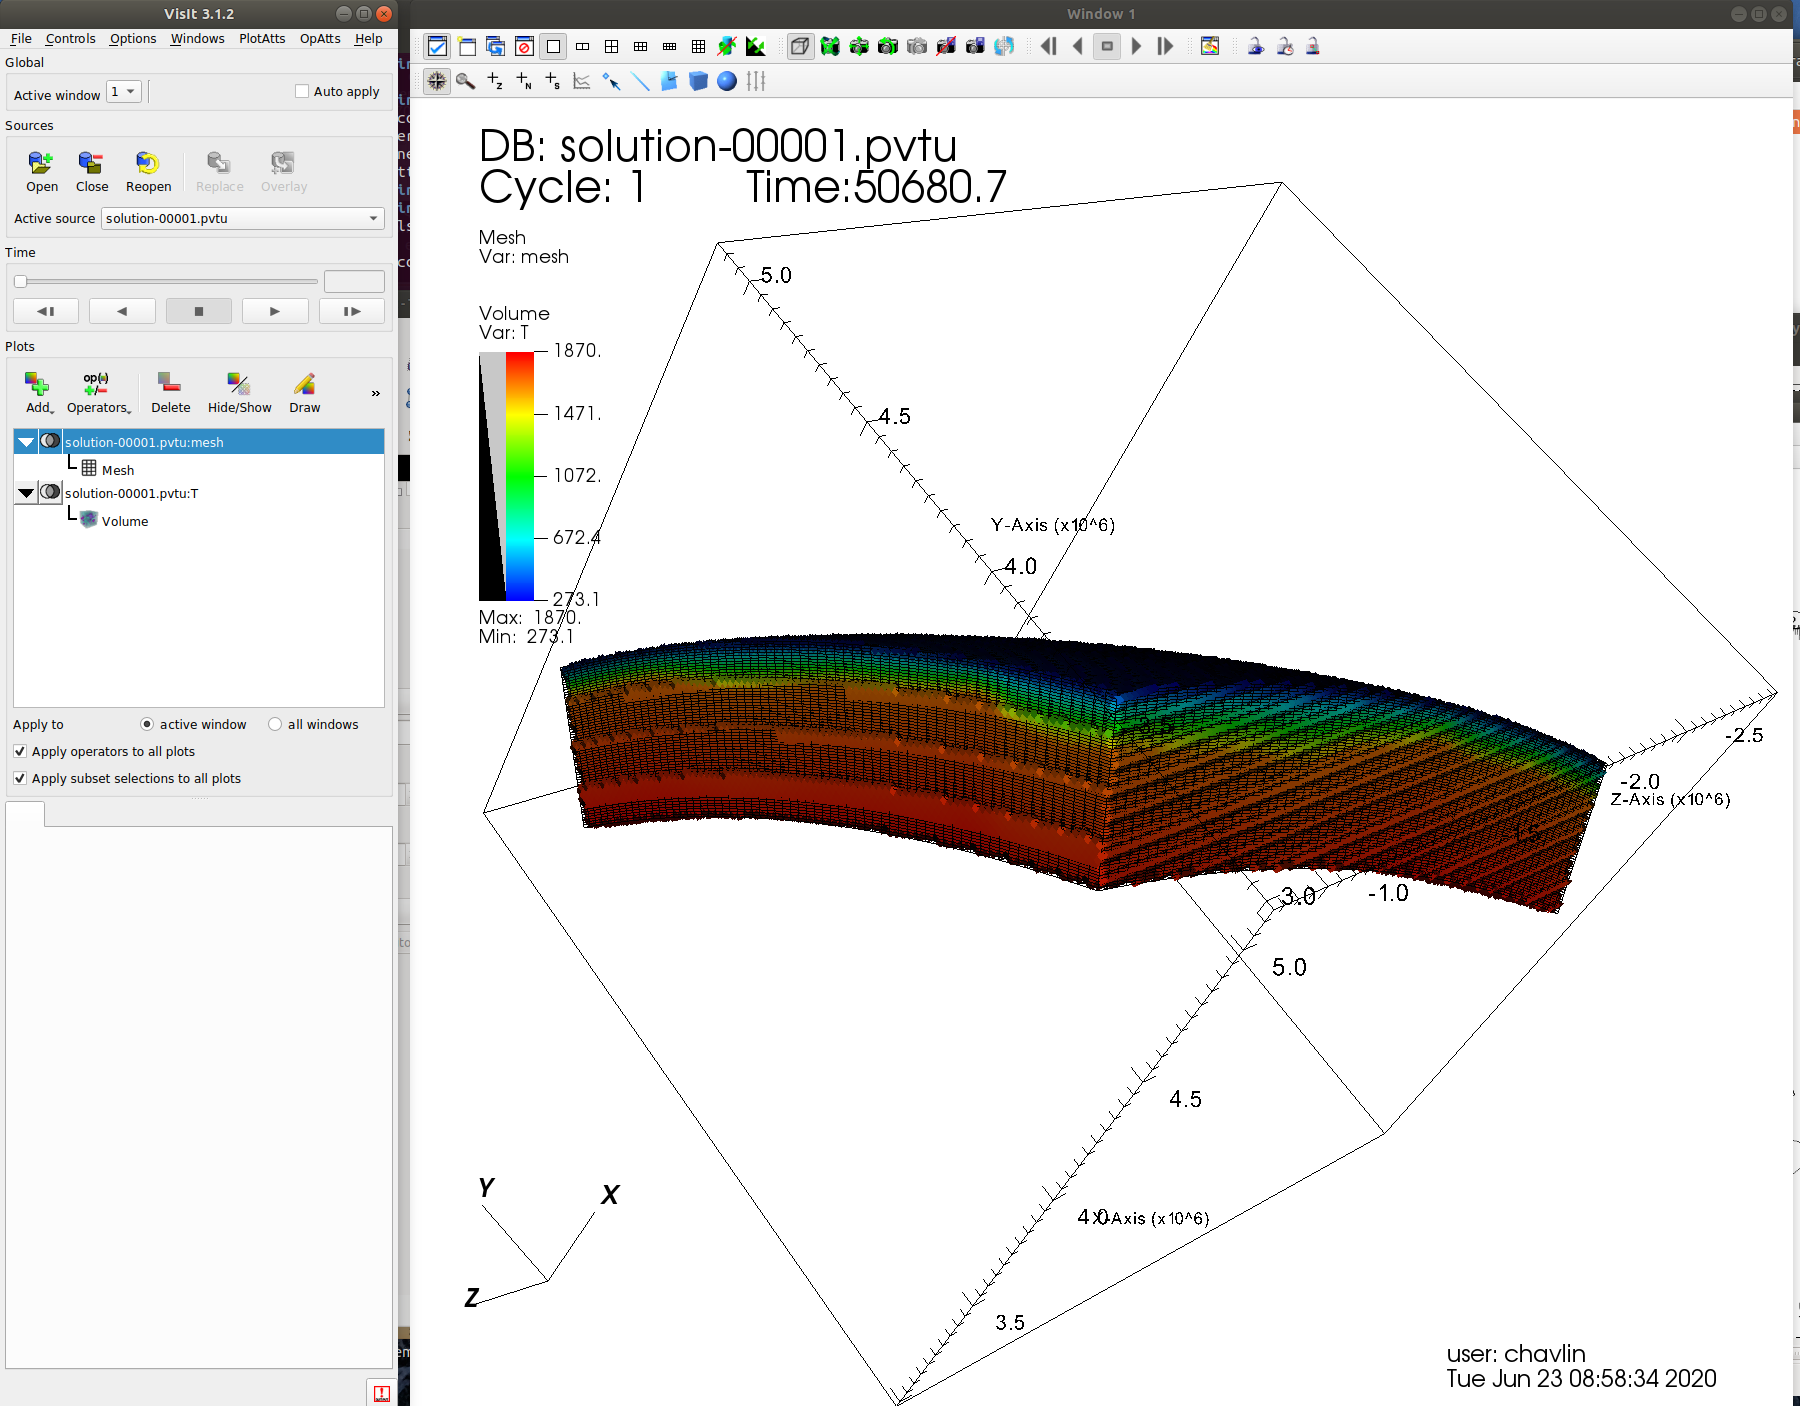 VisIt 3.1.2
File Controls Options Windows PlotAtts OpAtts Help
Global
Active window 1
Auto apply
Sources
Open Close Reopen Replace Overlay
Active source solution-00001.pvtu
Time
Plots
Add Operators Delete Hide/Show Draw »
solution-00001.pvtu:mesh
Mesh
solution-00001.pvtu:T
Volume
Apply to active window all windows
Apply operators to all plots
Apply subset selections to all plots
Window 1
DB: solution-00001.pvtu
Cycle: 1 Time:50680.7
Mesh
Var: mesh
Volume
Var: T
1870.
1471.
1072.
672.4
273.1
Max: 1870.
Min: 273.1
5.0
4.5
Y-Axis (x10^6)
4.0
3.5
-2.5
-2.0
Z-Axis (x10^6)
-1.5
-1.0
3.0
5.0
4.5
4.0
X-Axis (x10^6)
3.5
Y
X
Z
user: chavlin
Tue Jun 23 08:58:34 2020